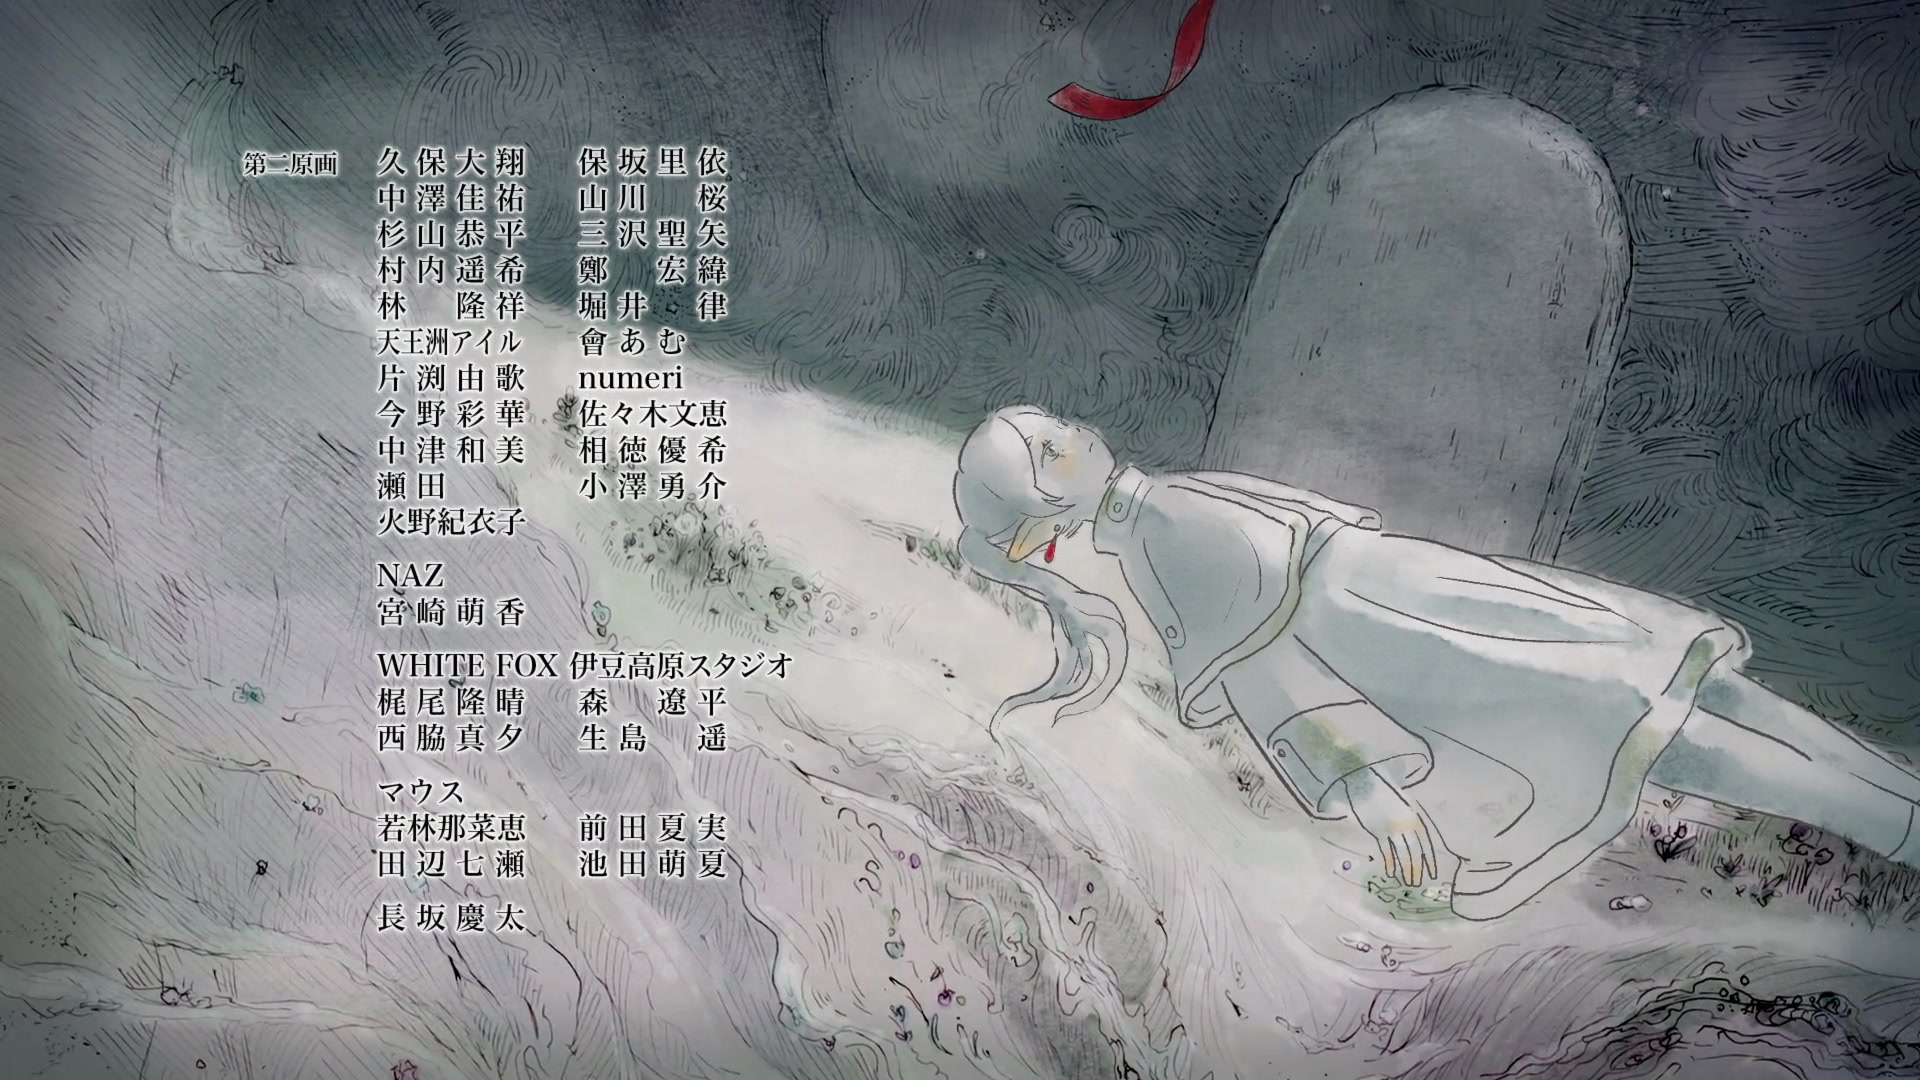 第二原画
久保大翔 保坂里依
中澤佳祐 山川桜
杉山恭平 三沢聖矢
村内遥希 鄭宏緯
林隆祥 堀井律
天王洲アイル 會あむ
片渕由歌 numeri
今野彩華 佐々木文恵
中津和美 相徳優希
瀬田 小澤勇介
火野紀衣子
NAZ
宮崎萌香
WHITE FOX 伊豆高原スタジオ
梶尾隆晴 森遼平
西脇真夕 生島遥
マウス
若林那菜恵 前田夏実
田辺七瀬 池田萌夏
長坂慶太